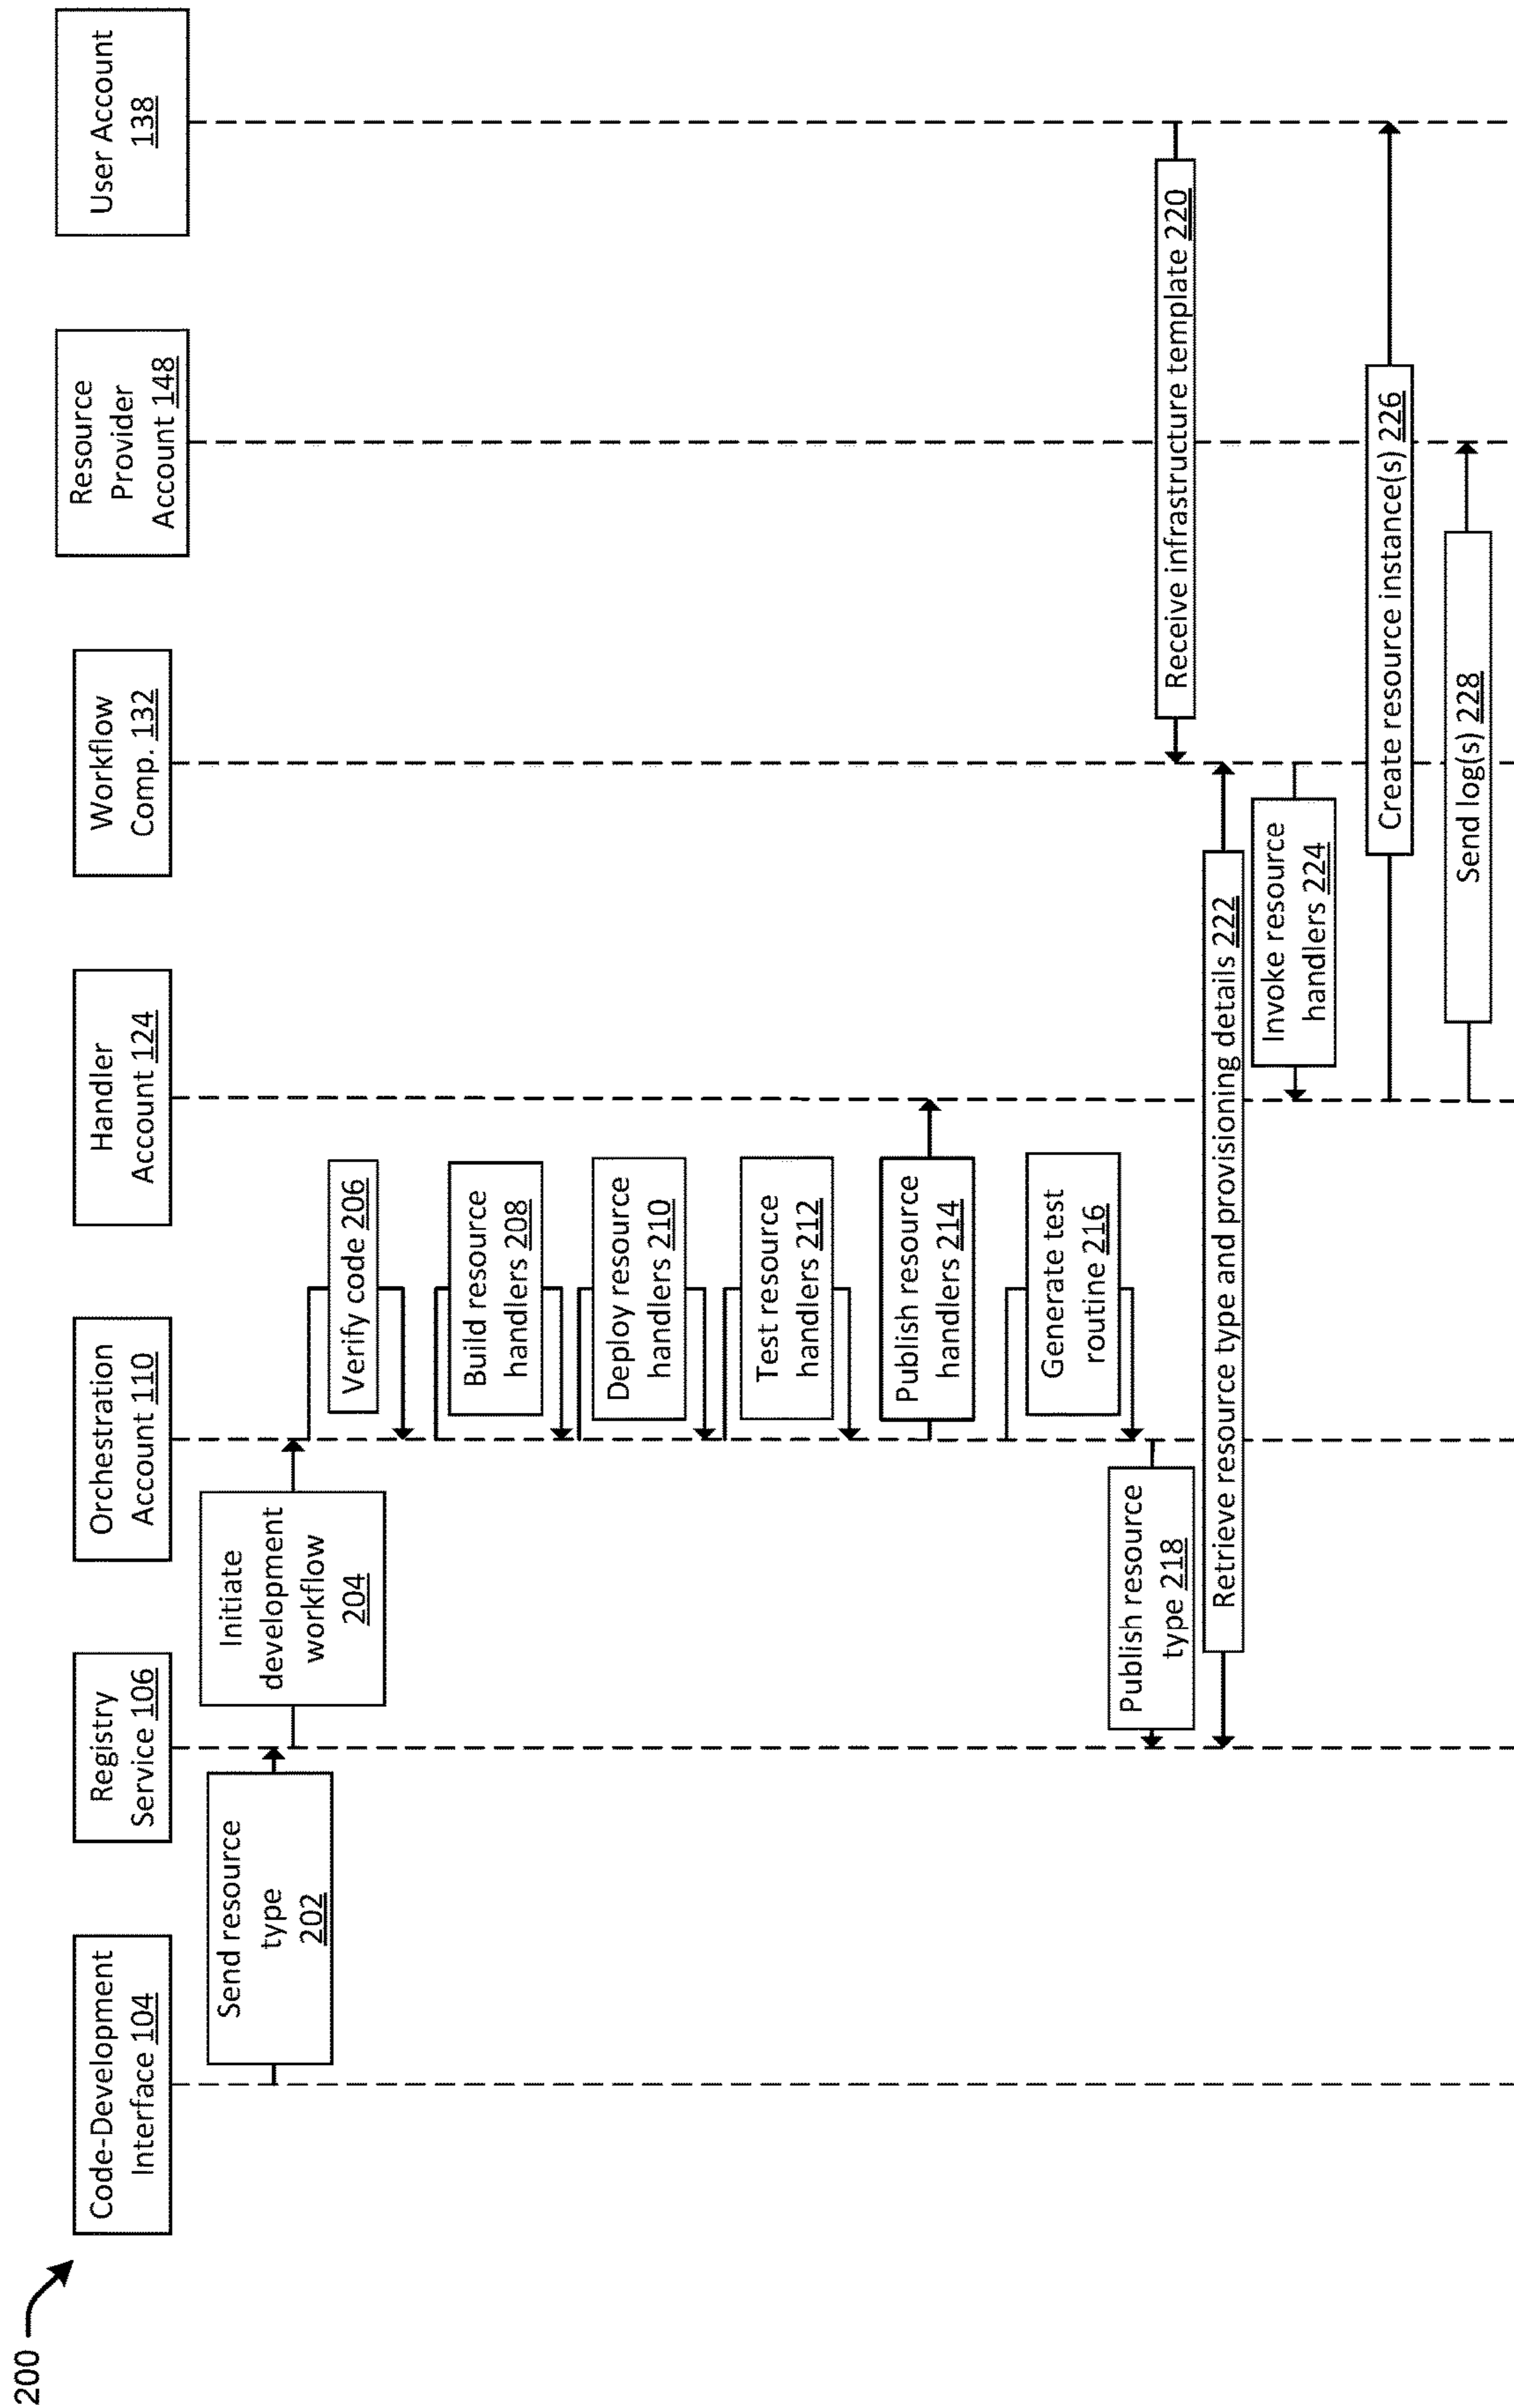 200
Code-Development
Interface 104
Registry
Service 106
Orchestration
Account 110
Handler
Account 124
Workflow
Comp. 132
Resource
Provider
Account 148
User Account
138
Send resource
type
202
Initiate
development
workflow
204
Verify code 206
Build resource
handlers 208
Deploy resource
handlers 210
Test resource
handlers 212
Publish resource
handlers 214
Generate test
routine 216
Publish resource
type 218
Receive infrastructure template 220
Retrieve resource type and provisioning details 222
Invoke resource
handlers 224
Create resource instance(s) 226
Send log(s) 228